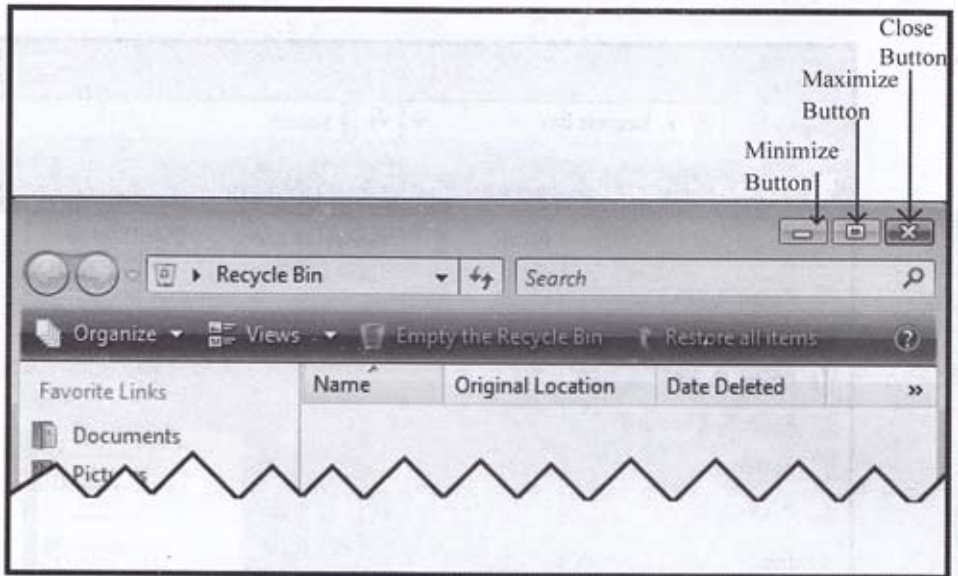 Close
Button
Maximize
Button
Minimize
Button
Recycle Bin
Search
Organize Views Empty the Recycle Bin Restore all items
Favorite Links
Name Original Location Date Deleted »
Documents